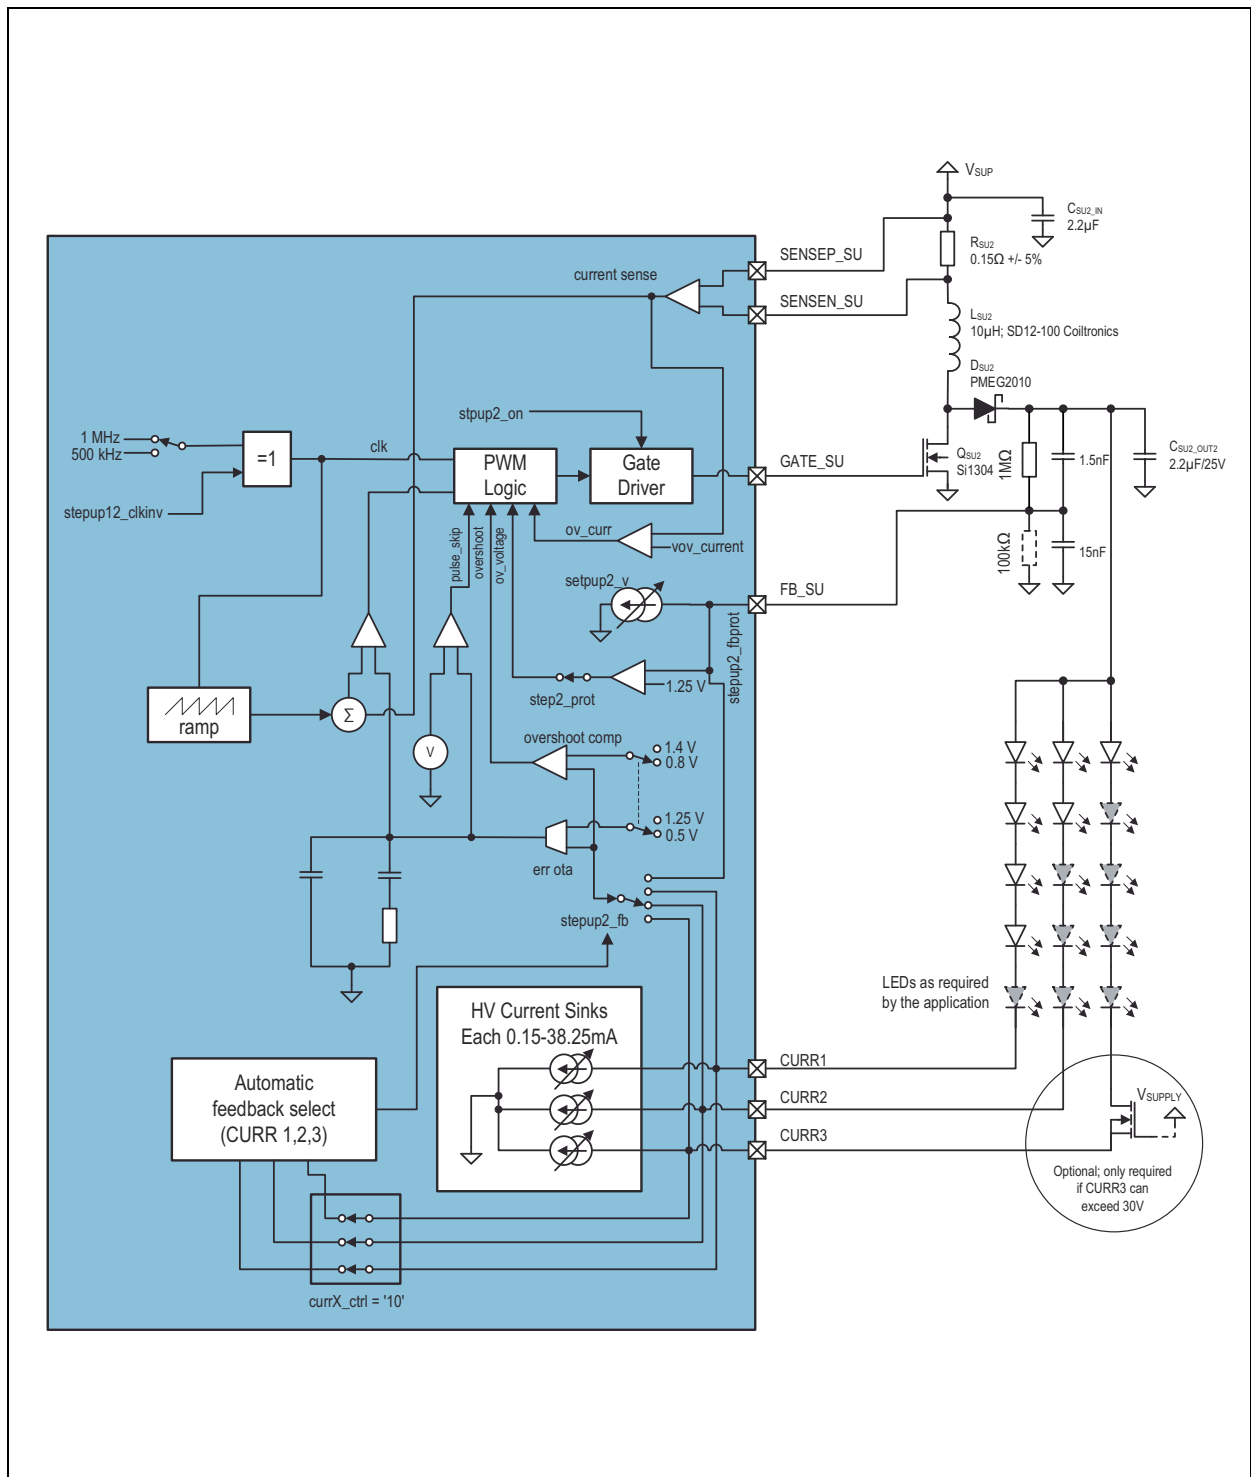 VSUP
CSU2_IN
2.2µF
RSU2
0.15Ω +/- 5%
SENSEP_SU
current sense
SENSEN_SU
LSU2
10µH; SD12-100 Coiltronics
DSU2
PMEG2010
stpup2_on
1 MHz
500 kHz
=1
clk
PWM
Logic
Gate
Driver
GATE_SU
QSU2
Si1304
1MΩ
1.5nF
CSU2_OUT2
2.2µF/25V
stepup12_clkinv
pulse_skip
overshoot
ov_voltage
ov_curr
vov_current
100kΩ
15nF
setpup2_v
FB_SU
stepup2_fbprot
step2_prot
1.25 V
ramp
Σ
V
overshoot comp
1.4 V
0.8 V
1.25 V
0.5 V
err ota
stepup2_fb
LEDs as required
by the application
HV Current Sinks
Each 0.15-38.25mA
Automatic
feedback select
(CURR 1,2,3)
CURR1
CURR2
CURR3
VSUPPLY
Optional; only required
if CURR3 can
exceed 30V
currX_ctrl = '10'